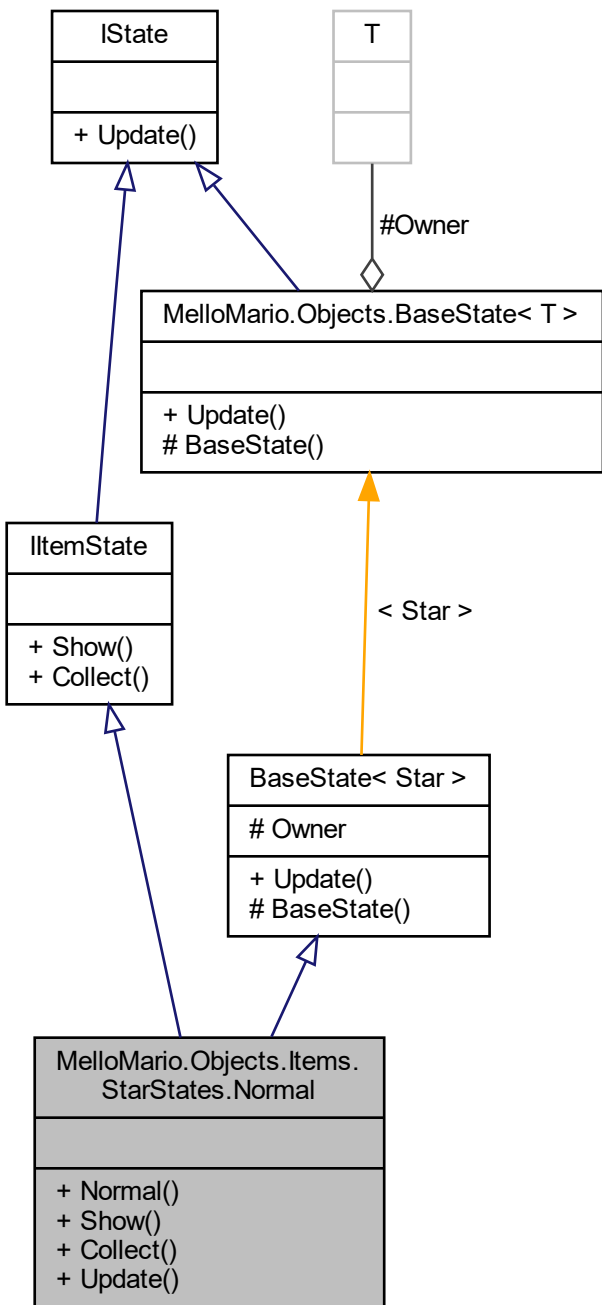 IState
+ Update()
T
#Owner
MelloMario.Objects.BaseState< T >
+ Update()
# BaseState()
IItemState
+ Show()
+ Collect()
< Star >
BaseState< Star >
# Owner
+ Update()
# BaseState()
MelloMario.Objects.Items.
StarStates.Normal
+ Normal()
+ Show()
+ Collect()
+ Update()